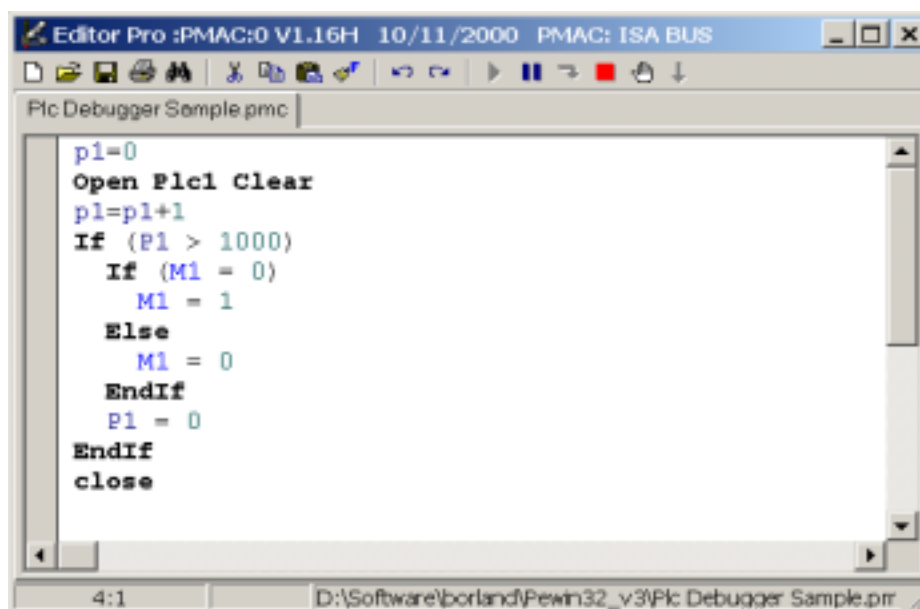 Editor Pro :PMAC:0 V1.16H 10/11/2000 PMAC: ISA BUS
Plc Debugger Sample.pmc
p1=0
Open Plc1 Clear
p1=p1+1
If (P1 > 1000)
If (M1 = 0)
M1 = 1
Else
M1 = 0
EndIf
P1 = 0
EndIf
close
4:1
D:\Software\borland\Pewin32_v3\Plc Debugger Sample.pm